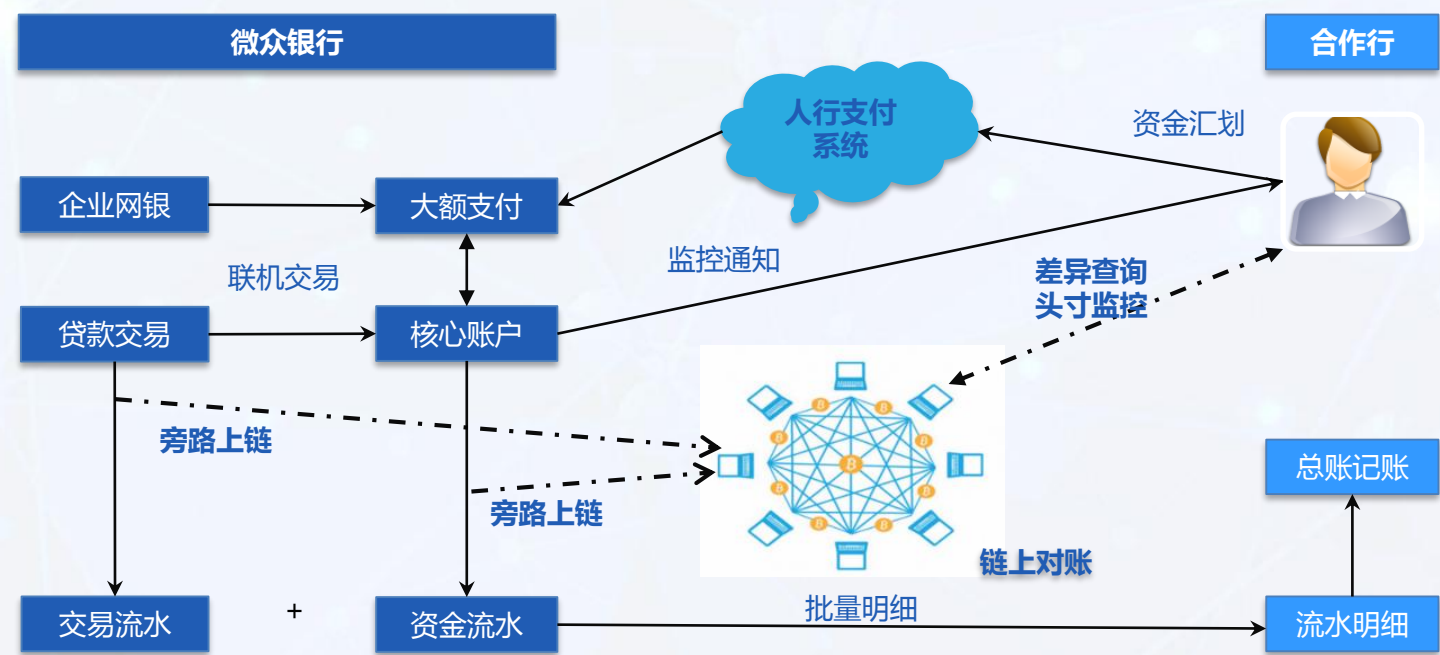 微众银行
合作行
人行支付
系统
资金汇划
企业网银
大额支付
监控通知
差异查询
头寸监控
联机交易
贷款交易
核心账户
旁路上链
旁路上链
总账记账
链上对账
交易流水
+
资金流水
批量明细
流水明细